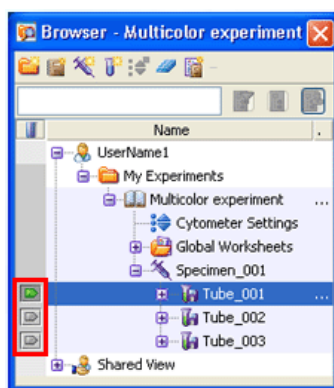 Browser - Multicolor experiment
Name
.
UserName1
My Experiments
Multicolor experiment ...
Cytometer Settings
Global Worksheets
Specimen_001
Tube_001 ...
Tube_002
Tube_003
Shared View